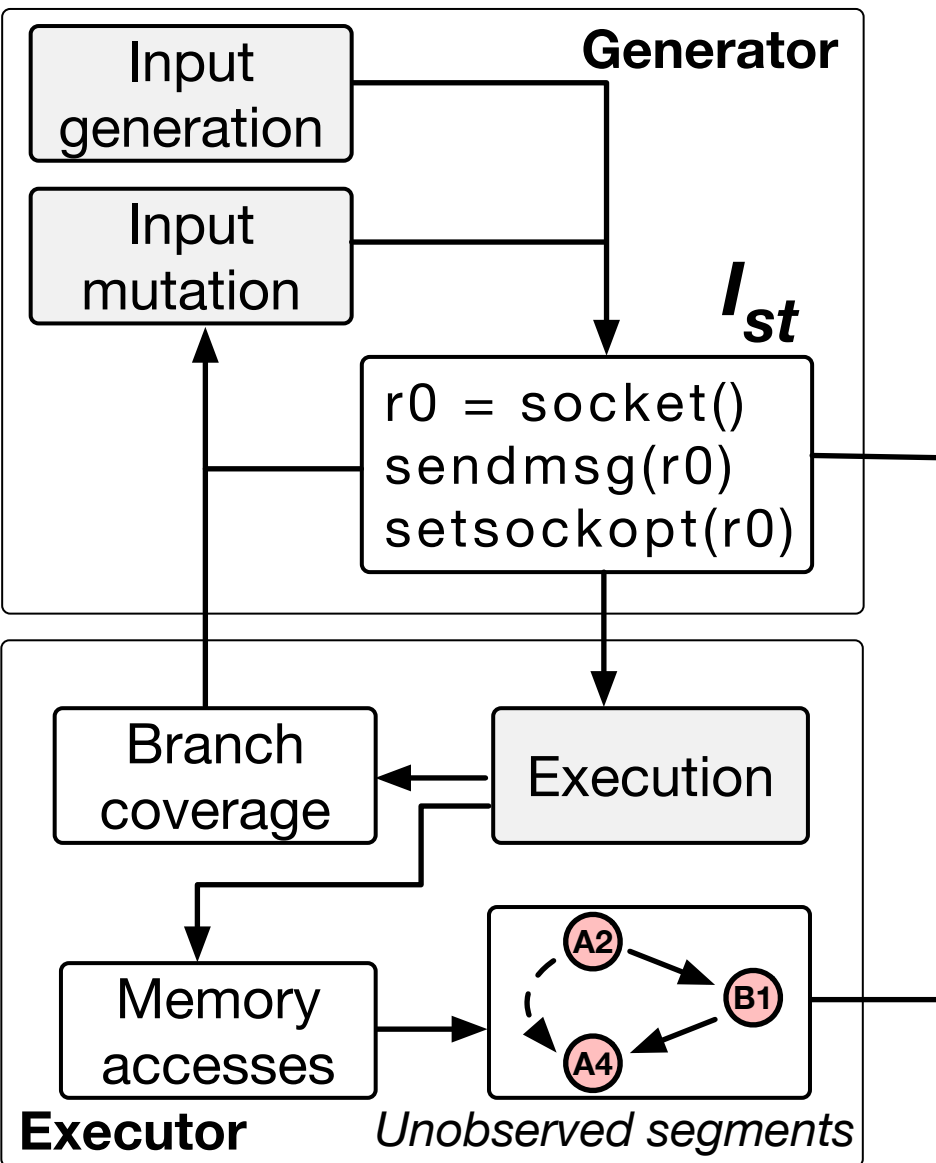 Generator
Input
generation
Input
mutation
I_st
r0 = socket()
sendmsg(r0)
setsockopt(r0)
Branch
coverage
Execution
Memory
accesses
A2
B1
A4
Executor
Unobserved segments